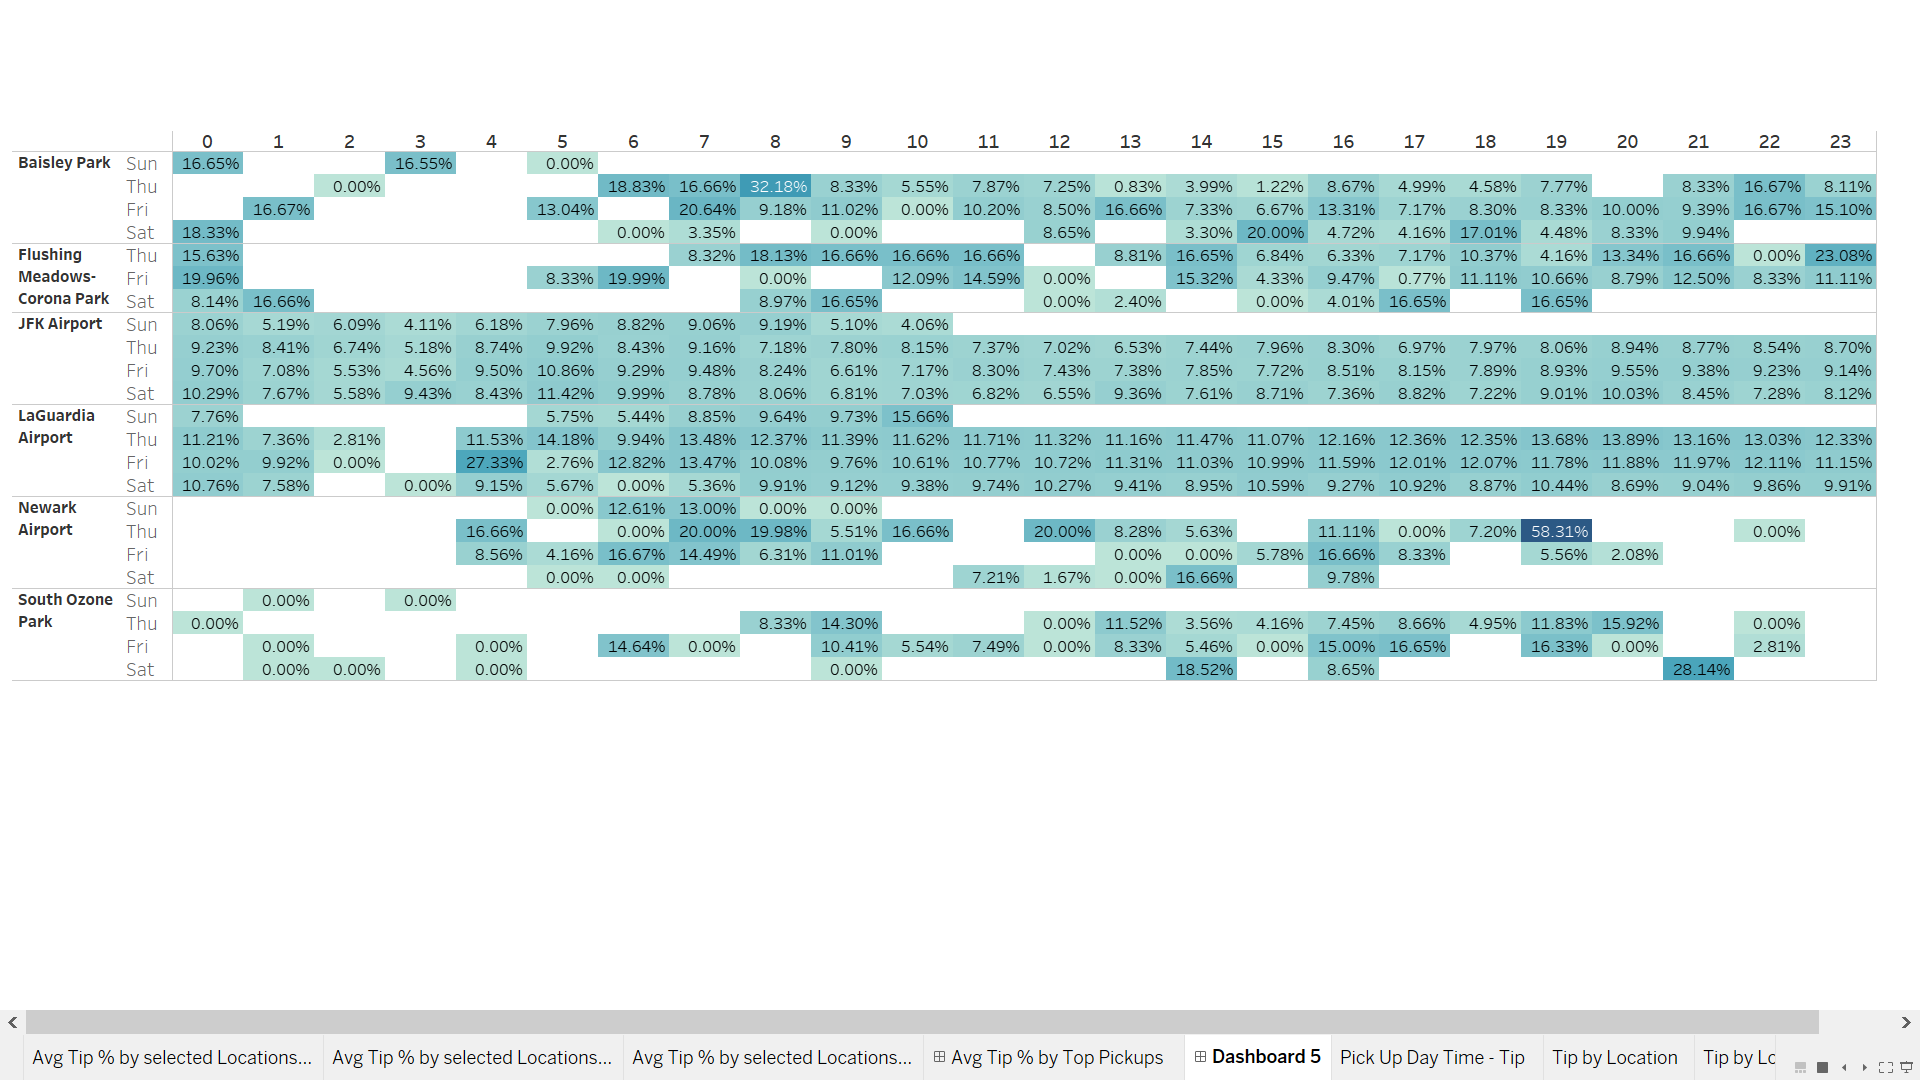 0 1 2 3 4 5 6 7 8 9 10 11 12 13 14 15 16 17 18 19 20 21 22 23
Baisley Park Sun 16.65% 16.55% 0.00%
Thu 0.00% 18.83% 16.66% 32.18% 8.33% 5.55% 7.87% 7.25% 0.83% 3.99% 1.22% 8.67% 4.99% 4.58% 7.77% 8.33% 16.67% 8.11%
Fri 16.67% 13.04% 20.64% 9.18% 11.02% 0.00% 10.20% 8.50% 16.66% 7.33% 6.67% 13.31% 7.17% 8.30% 8.33% 10.00% 9.39% 16.67% 15.10%
Sat 18.33% 0.00% 3.35% 0.00% 8.65% 3.30% 20.00% 4.72% 4.16% 17.01% 4.48% 8.33% 9.94%
Flushing Thu 15.63% 8.32% 18.13% 16.66% 16.66% 16.66% 8.81% 16.65% 6.84% 6.33% 7.17% 10.37% 4.16% 13.34% 16.66% 0.00% 23.08%
Meadows- Fri 19.96% 8.33% 19.99% 0.00% 12.09% 14.59% 0.00% 15.32% 4.33% 9.47% 0.77% 11.11% 10.66% 8.79% 12.50% 8.33% 11.11%
Corona Park Sat 8.14% 16.66% 8.97% 16.65% 0.00% 2.40% 0.00% 4.01% 16.65% 16.65%
JFK Airport Sun 8.06% 5.19% 6.09% 4.11% 6.18% 7.96% 8.82% 9.06% 9.19% 5.10% 4.06%
Thu 9.23% 8.41% 6.74% 5.18% 8.74% 9.92% 8.43% 9.16% 7.18% 7.80% 8.15% 7.37% 7.02% 6.53% 7.44% 7.96% 8.30% 6.97% 7.97% 8.06% 8.94% 8.77% 8.54% 8.70%
Fri 9.70% 7.08% 5.53% 4.56% 9.50% 10.86% 9.29% 9.48% 8.24% 6.61% 7.17% 8.30% 7.43% 7.38% 7.85% 7.72% 8.51% 8.15% 7.89% 8.93% 9.55% 9.38% 9.23% 9.14%
Sat 10.29% 7.67% 5.58% 9.43% 8.43% 11.42% 9.99% 8.78% 8.06% 6.81% 7.03% 6.82% 6.55% 9.36% 7.61% 8.71% 7.36% 8.82% 7.22% 9.01% 10.03% 8.45% 7.28% 8.12%
LaGuardia Sun 7.76% 5.75% 5.44% 8.85% 9.64% 9.73% 15.66%
Airport Thu 11.21% 7.36% 2.81% 11.53% 14.18% 9.94% 13.48% 12.37% 11.39% 11.62% 11.71% 11.32% 11.16% 11.47% 11.07% 12.16% 12.36% 12.35% 13.68% 13.89% 13.16% 13.03% 12.33%
Fri 10.02% 9.92% 0.00% 27.33% 2.76% 12.82% 13.47% 10.08% 9.76% 10.61% 10.77% 10.72% 11.31% 11.03% 10.99% 11.59% 12.01% 12.07% 11.78% 11.88% 11.97% 12.11% 11.15%
Sat 10.76% 7.58% 0.00% 9.15% 5.67% 0.00% 5.36% 9.91% 9.12% 9.38% 9.74% 10.27% 9.41% 8.95% 10.59% 9.27% 10.92% 8.87% 10.44% 8.69% 9.04% 9.86% 9.91%
Newark Sun 0.00% 12.61% 13.00% 0.00% 0.00%
Airport Thu 16.66% 0.00% 20.00% 19.98% 5.51% 16.66% 20.00% 8.28% 5.63% 11.11% 0.00% 7.20% 58.31% 0.00%
Fri 8.56% 4.16% 16.67% 14.49% 6.31% 11.01% 0.00% 0.00% 5.78% 16.66% 8.33% 5.56% 2.08%
Sat 0.00% 0.00% 7.21% 1.67% 0.00% 16.66% 9.78%
South Ozone Sun 0.00% 0.00%
Park Thu 0.00% 8.33% 14.30% 0.00% 11.52% 3.56% 4.16% 7.45% 8.66% 4.95% 11.83% 15.92% 0.00%
Fri 0.00% 0.00% 14.64% 0.00% 10.41% 5.54% 7.49% 0.00% 8.33% 5.46% 0.00% 15.00% 16.65% 16.33% 0.00% 2.81%
Sat 0.00% 0.00% 0.00% 0.00% 18.52% 8.65% 28.14%
Avg Tip % by selected Locations... Avg Tip % by selected Locations... Avg Tip % by selected Locations... Avg Tip % by Top Pickups Dashboard 5 Pick Up Day Time - Tip Tip by Location Tip by Lo